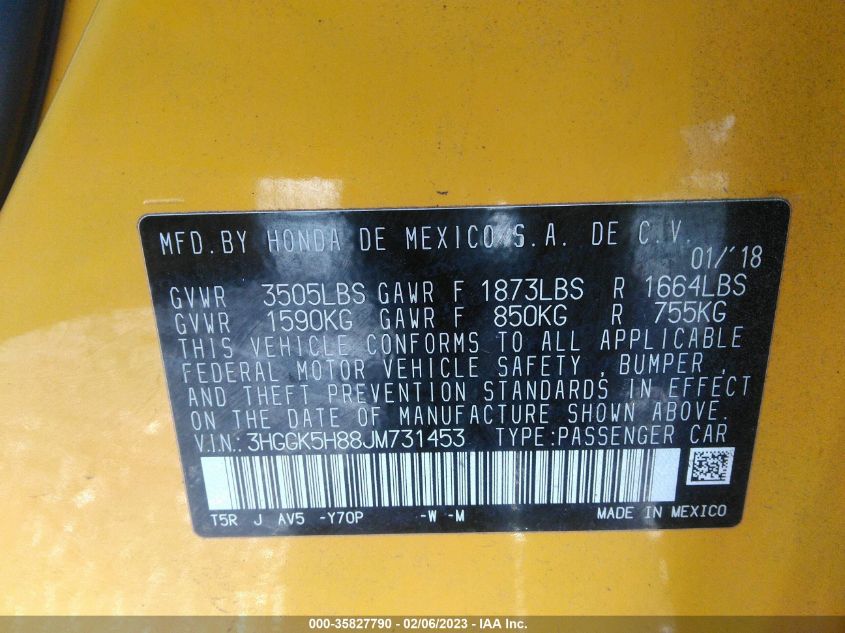 MFD.BY HONDA DE MEXICO S.A. DE C.V.
01/'18
GVWR 3505LBS GAWR F 1873LBS R 1664LBS
GVWR 1590KG GAWR F 850KG R 755KG
THIS VEHICLE CONFORMS TO ALL APPLICABLE
FEDERAL MOTOR VEHICLE SAFETY, BUMPER,
AND THEFT PREVENTION STANDARDS IN EFFECT
ON THE DATE OF MANUFACTURE SHOWN ABOVE.
V.I.N.: 3HGGK5H88JM731453 TYPE:PASSENGER CAR
T5R J AV5 -Y70P -W -M MADE IN MEXICO
000-35827790 - 02/06/2023 - IAA Inc.